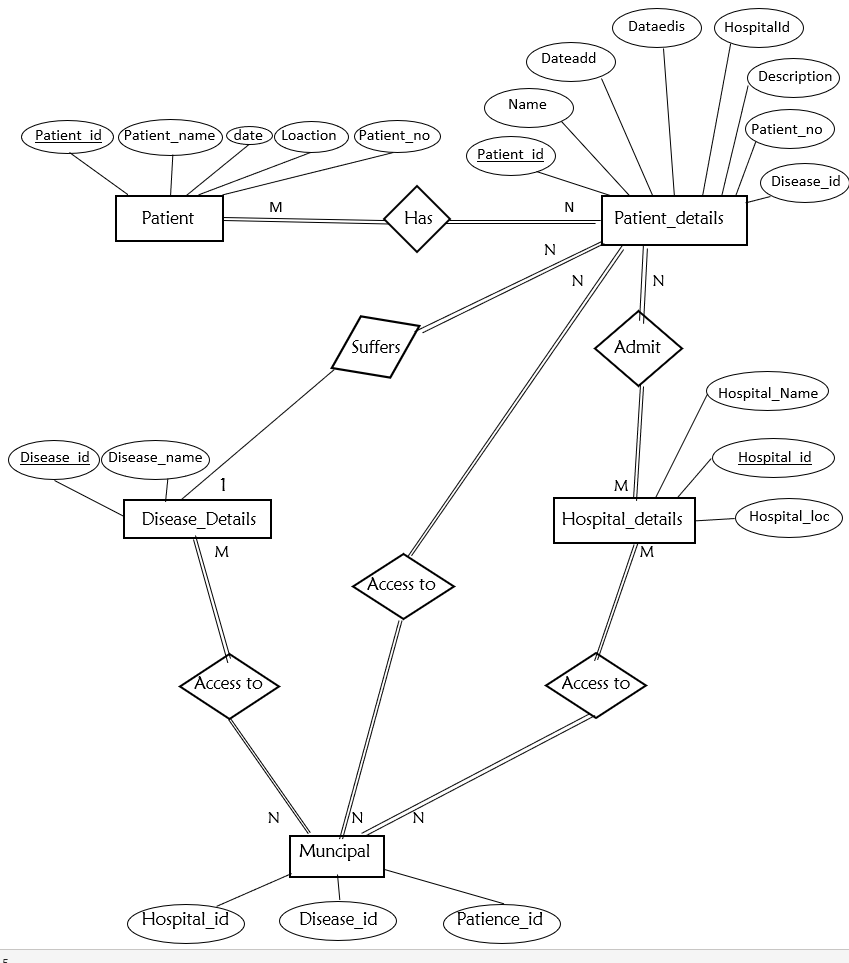 Dataedis
HospitalId
Dateadd
Description
Name
Patient_id
Patient_name
date
Loaction
Patient_no
Patient_no
Patient_id
Disease_id
M
N
Patient
Has
Patient_details
N
N
N
Suffers
Admit
Hospital_Name
Disease_id
Disease_name
Hospital_id
1
M
Disease_Details
Hospital_details
Hospital_loc
M
M
Access to
Access to
Access to
N
N
N
Muncipal
Hospital_id
Disease_id
Patience_id
5